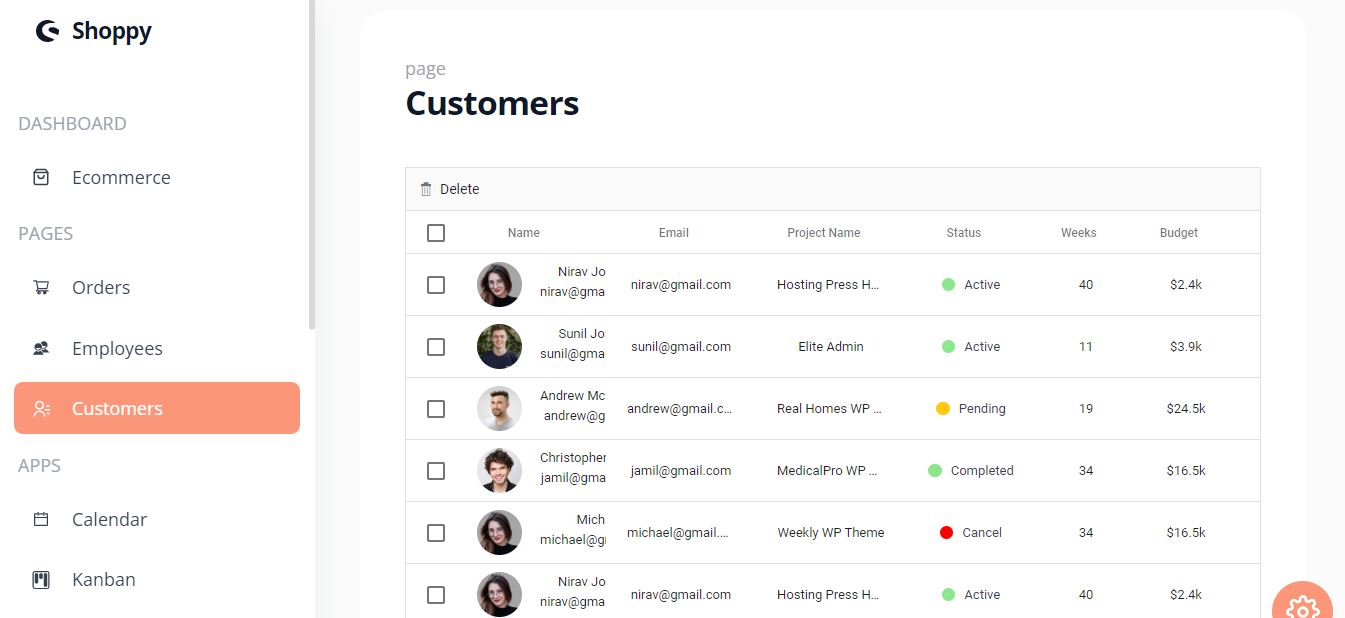 Shoppy
DASHBOARD
Ecommerce
PAGES
Orders
Employees
Customers
APPS
Calendar
Kanban
page
Customers
Delete
Name Email Project Name Status Weeks Budget
Nirav Jo
nirav@gma
nirav@gmail.com Hosting Press H... Active 40 $2.4k
Sunil Jo
sunil@gma
sunil@gmail.com Elite Admin Active 11 $3.9k
Andrew Mc
andrew@g
andrew@gmail.c... Real Homes WP ... Pending 19 $24.5k
Christopher
jamil@gma
jamil@gmail.com MedicalPro WP ... Completed 34 $16.5k
Mich
michael@g
michael@gmail.... Weekly WP Theme Cancel 34 $16.5k
Nirav Jo
nirav@gma
nirav@gmail.com Hosting Press H... Active 40 $2.4k